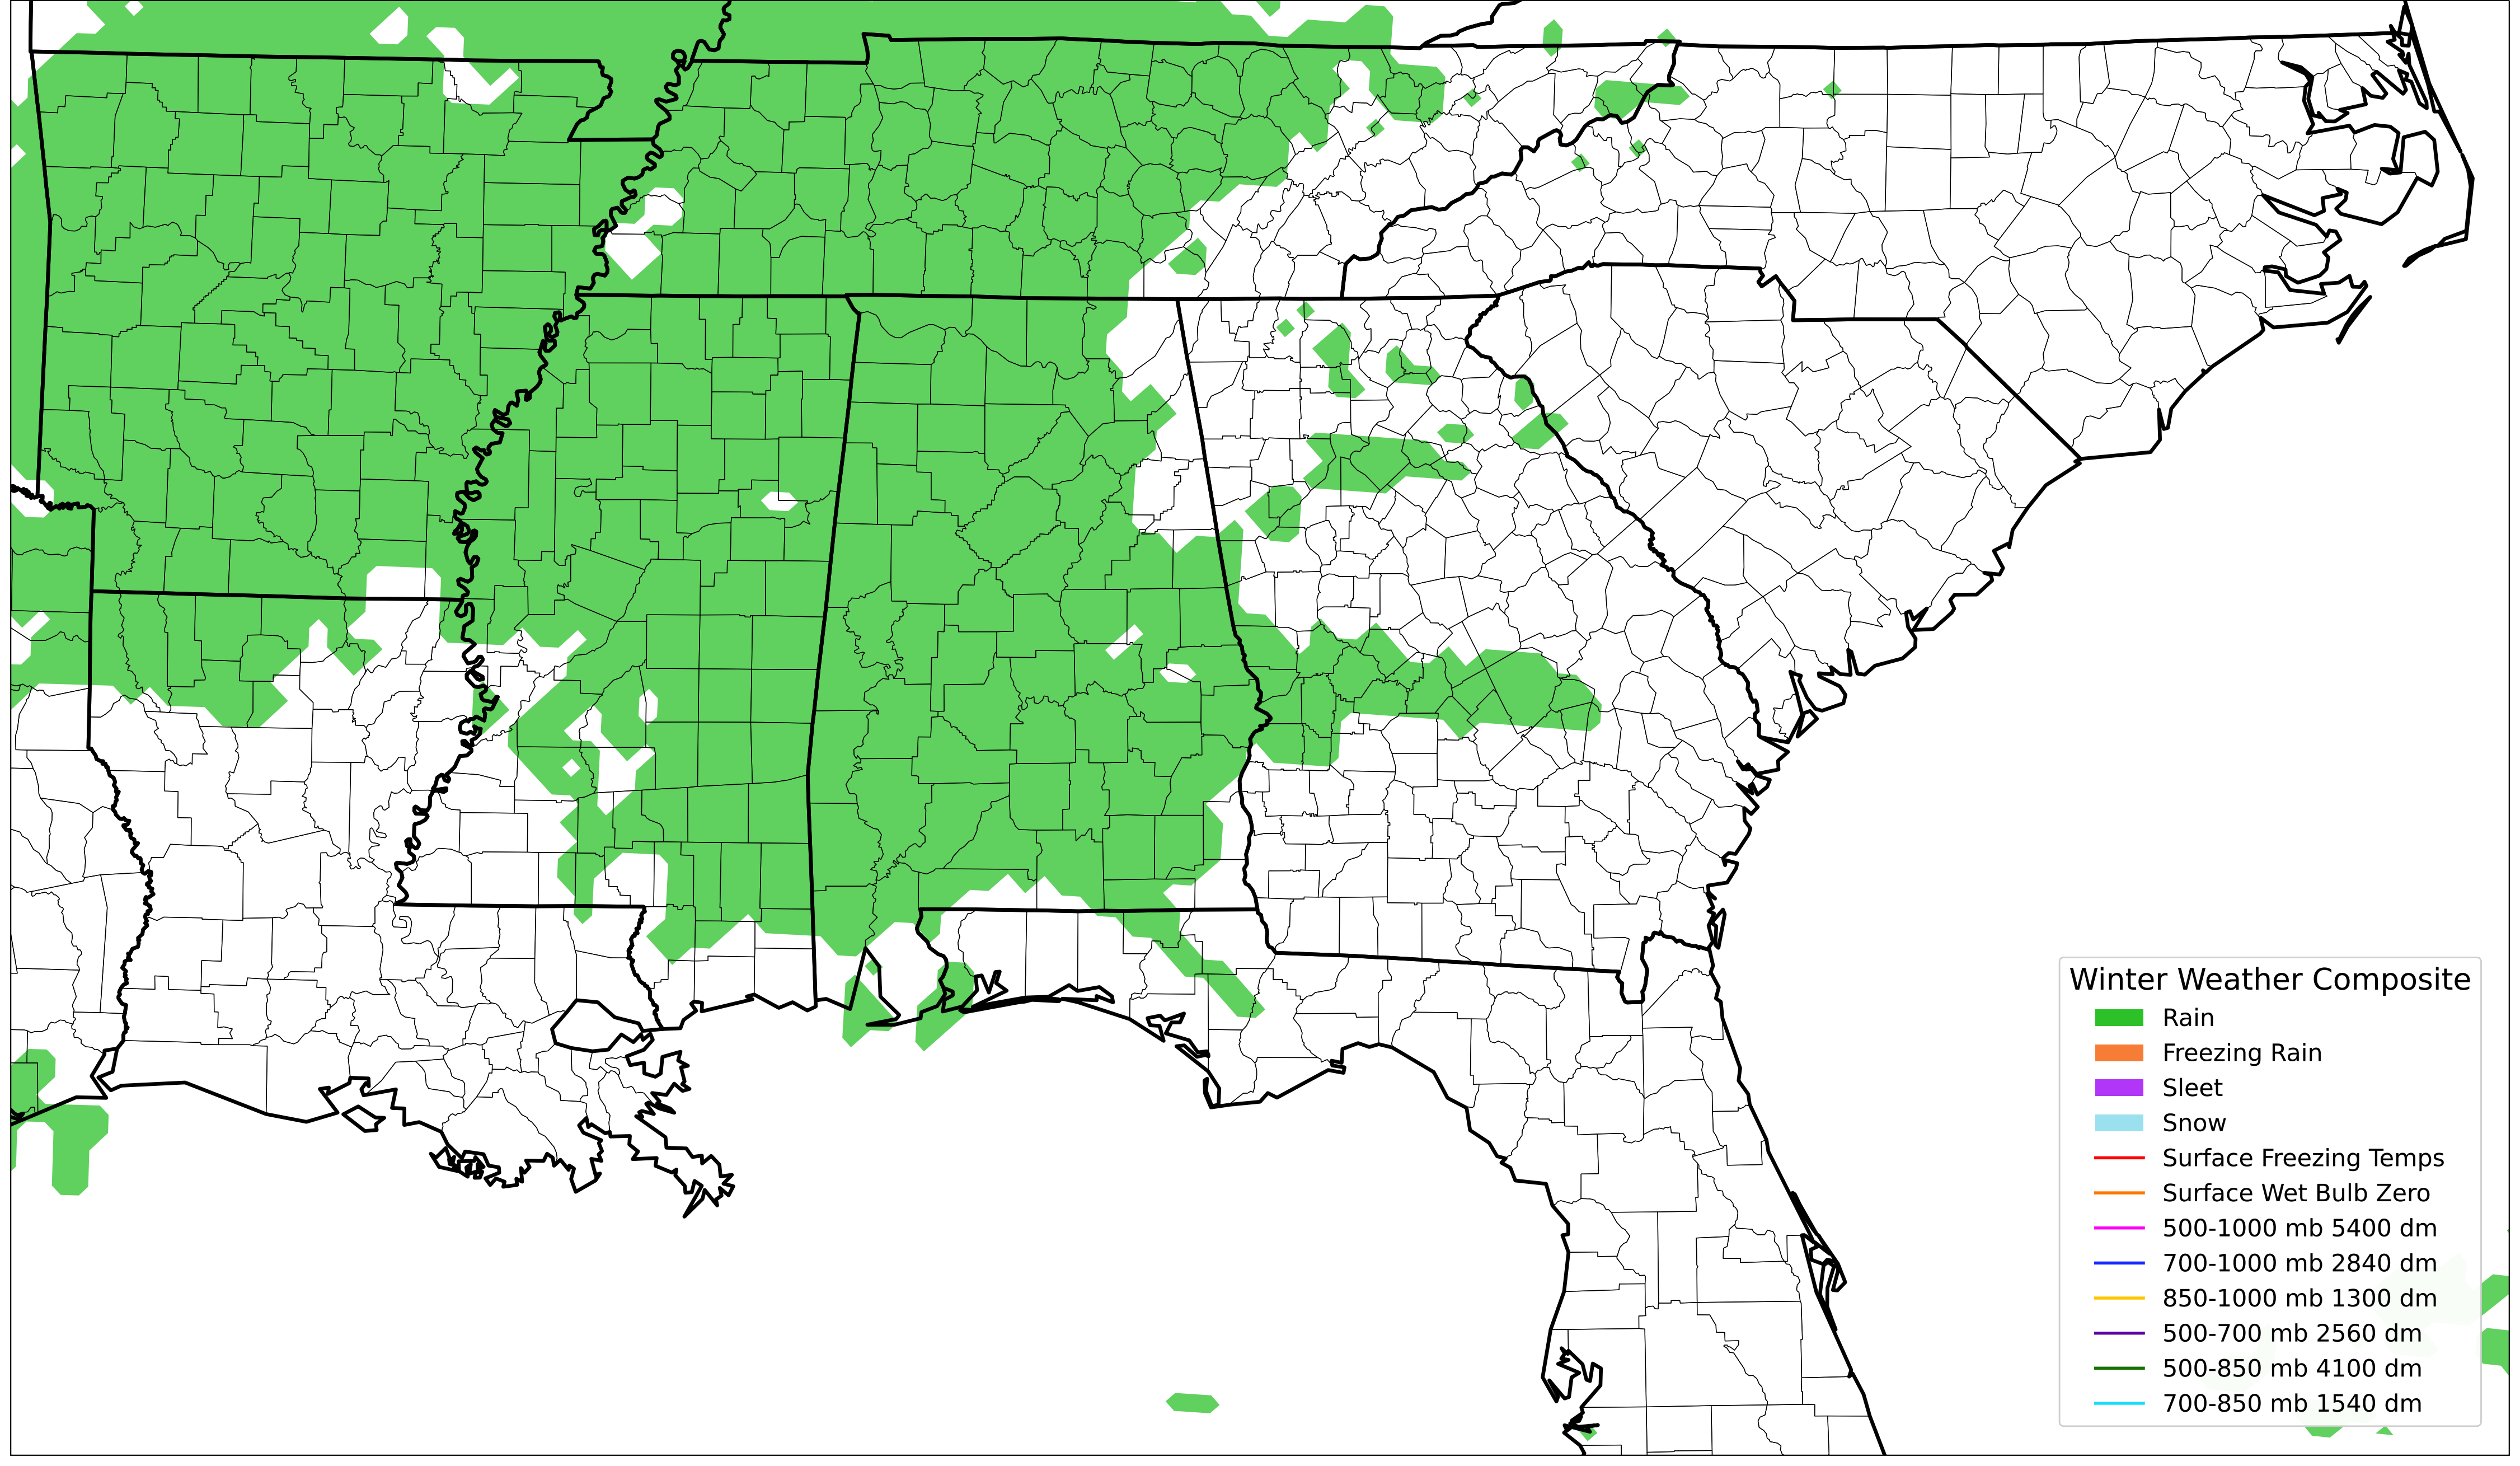 Winter Weather Composite
Rain
Freezing Rain
Sleet
Snow
Surface Freezing Temps
Surface Wet Bulb Zero
500-1000 mb 5400 dm
700-1000 mb 2840 dm
850-1000 mb 1300 dm
500-700 mb 2560 dm
500-850 mb 4100 dm
700-850 mb 1540 dm